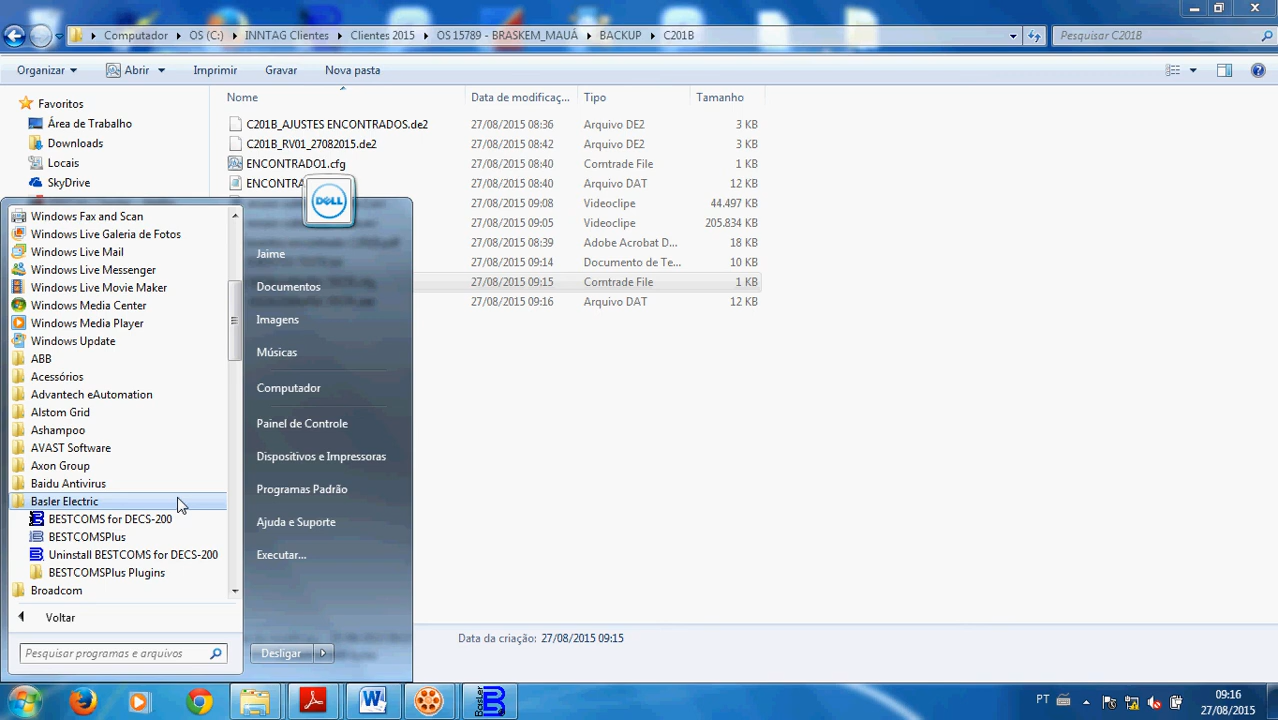 Computador
OS (C:)
INNTAG Clientes
Clientes 2015
OS 15789 - BRASKEM_MAUÁ
BACKUP
C201B
Pesquisar C201B
Organizar
Abrir
Imprimir
Gravar
Nova pasta
Favoritos
Área de Trabalho
Downloads
Locais
SkyDrive
Nome
Data de modificaç...
Tipo
Tamanho
C201B_AJUSTES ENCONTRADOS.de2 27/08/2015 08:36 Arquivo DE2 3 KB
C201B_RV01_27082015.de2 27/08/2015 08:42 Arquivo DE2 3 KB
ENCONTRADO1.cfg 27/08/2015 08:40 Comtrade File 1 KB
ENCONTRA 27/08/2015 08:40 Arquivo DAT 12 KB
27/08/2015 09:08 Videoclipe 44.497 KB
27/08/2015 09:05 Videoclipe 205.834 KB
27/08/2015 08:39 Adobe Acrobat D... 18 KB
27/08/2015 09:14 Documento de Te... 10 KB
27/08/2015 09:15 Comtrade File 1 KB
27/08/2015 09:16 Arquivo DAT 12 KB
Windows Fax and Scan
Windows Live Galeria de Fotos
Windows Live Mail
Windows Live Messenger
Windows Live Movie Maker
Windows Media Center
Windows Media Player
Windows Update
ABB
Acessórios
Advantech eAutomation
Alstom Grid
Ashampoo
AVAST Software
Axon Group
Baidu Antivirus
Basler Electric
BESTCOMS for DECS-200
BESTCOMSPlus
Uninstall BESTCOMS for DECS-200
BESTCOMSPlus Plugins
Broadcom
Voltar
Pesquisar programas e arquivos
DELL
Jaime
Documentos
Imagens
Músicas
Computador
Painel de Controle
Dispositivos e Impressoras
Programas Padrão
Ajuda e Suporte
Executar...
Desligar
Data da criação: 27/08/2015 09:15
Basler
PT
09:16
27/08/2015